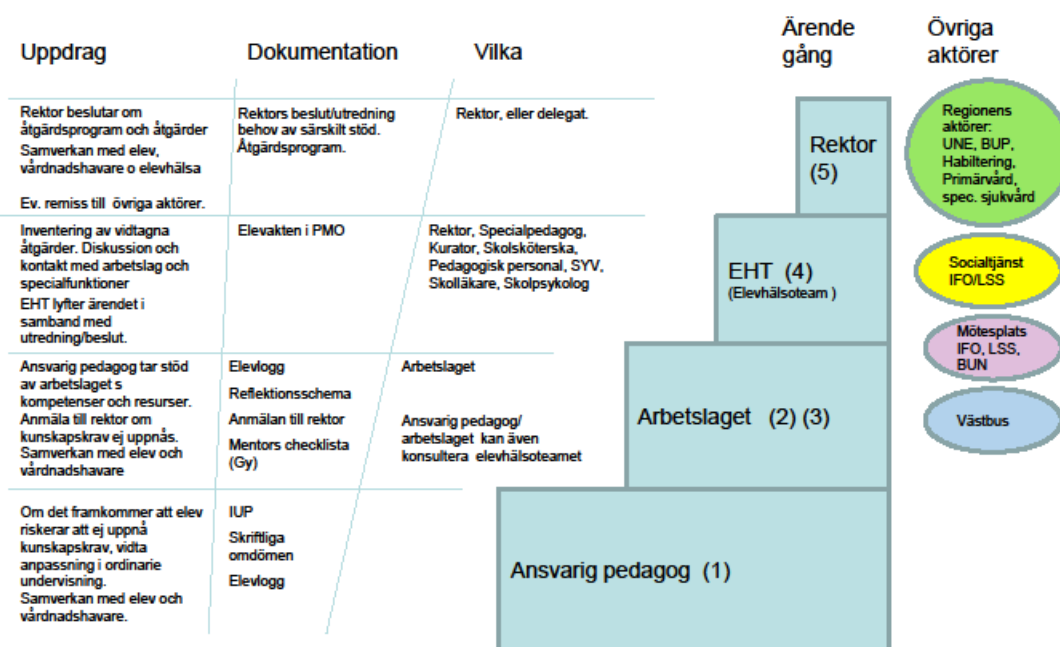 Uppdrag
Dokumentation
Vilka
Ärende
gång
Övriga
aktörer
Rektor beslutar om
åtgärdsprogram och åtgärder
Samverkan med elev,
vårdnadshavare o elevhälsa
Ev. remiss till övriga aktörer.
Rektors beslut/utredning
behov av särskilt stöd.
Åtgärdsprogram.
Rektor, eller delegat.
Rektor
(5)
Regionens
aktörer:
UNE, BUP,
Habiltering,
Primärvård,
spec. sjukvård
Inventering av vidtagna
åtgärder. Diskussion och
kontakt med arbetslag och
specialfunktioner
EHT lyfter ärendet i
samband med
utredning/beslut.
Elevakten i PMO
Rektor, Specialpedagog,
Kurator, Skolsköterska,
Pedagogisk personal, SYV,
Skolläkare, Skolpsykolog
EHT (4)
(Elevhälsoteam )
Socialtjänst
IFO/LSS
Mötesplats
IFO, LSS,
BUN
Ansvarig pedagog tar stöd
av arbetslaget s
kompetenser och resurser.
Anmäla till rektor om
kunskapskrav ej uppnås.
Samverkan med elev och
vårdnadshavare
Elevlogg
Reflektionsschema
Anmälan till rektor
Mentors checklista
(Gy)
Arbetslaget
Ansvarig pedagog/
arbetslaget kan även
konsultera elevhälsoteamet
Arbetslaget (2) (3)
Västbus
Om det framkommer att elev
riskerar att ej uppnå
kunskapskrav, vidta
anpassning i ordinarie
undervisning.
Samverkan med elev och
vårdnadshavare.
IUP
Skriftliga
omdömen
Elevlogg
Ansvarig pedagog (1)